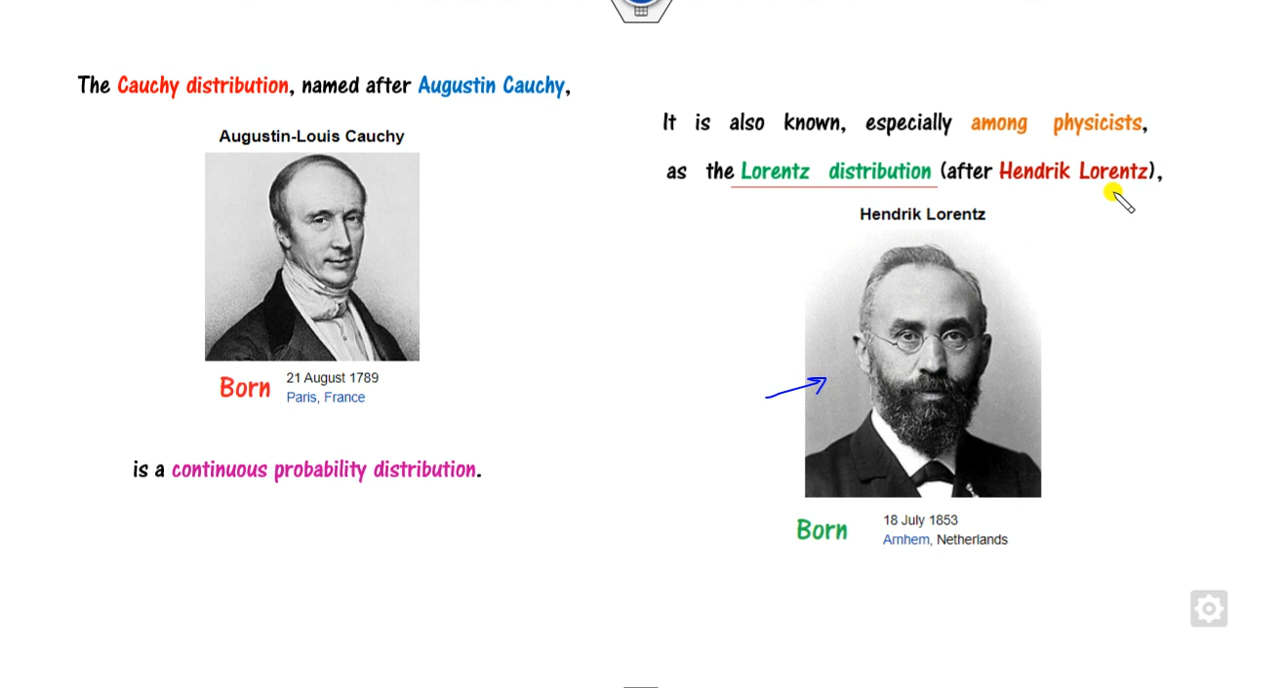 The Cauchy distribution, named after Augustin Cauchy,
Augustin-Louis Cauchy
Born
21 August 1789
Paris, France
is a continuous probability distribution.
It is also known, especially among physicists,
as the Lorentz distribution (after Hendrik Lorentz),
Hendrik Lorentz
Born
18 July 1853
Arnhem, Netherlands